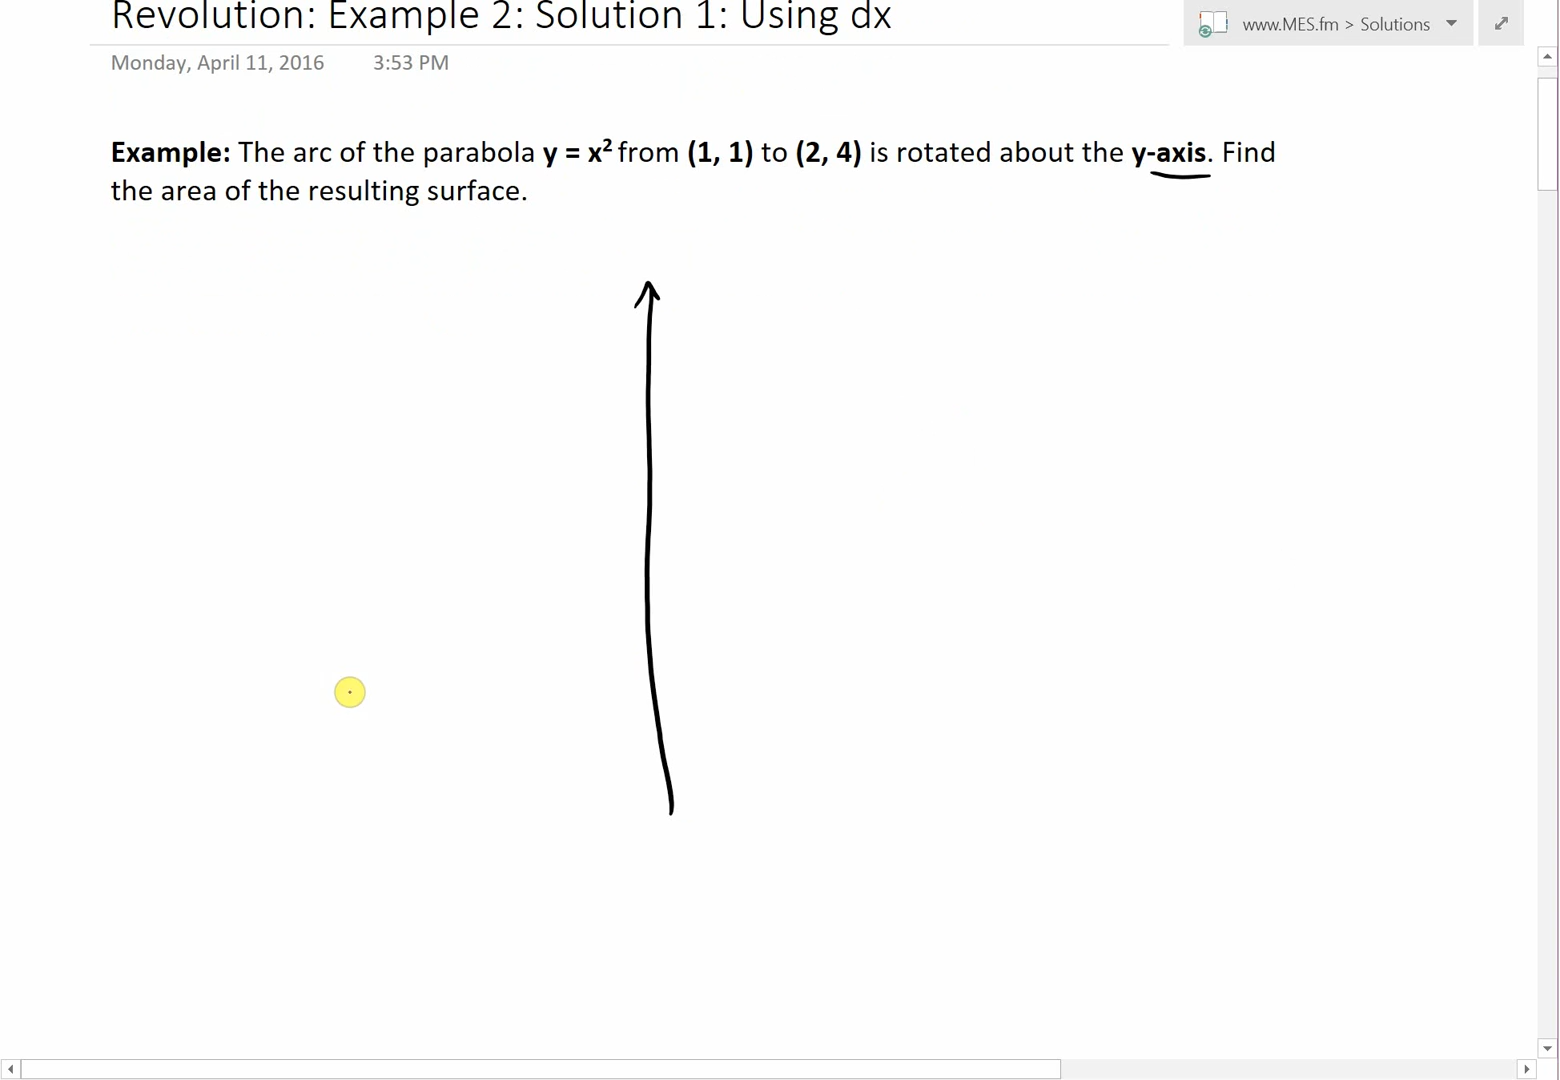 Revolution: Example 2: Solution 1: Using dx
www.MES.fm > Solutions
Monday, April 11, 2016 3:53 PM
Example: The arc of the parabola y = x² from (1, 1) to (2, 4) is rotated about the y-axis. Find
the area of the resulting surface.